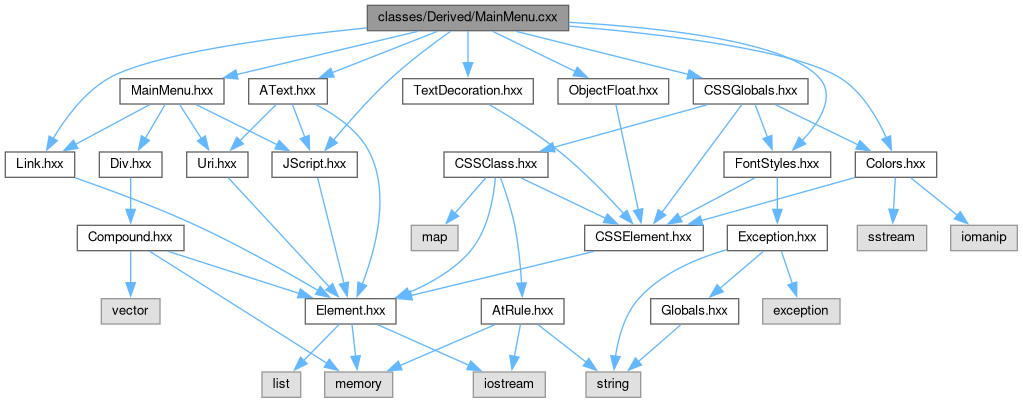 classes/Derived/MainMenu.cxx
MainMenu.hxx
AText.hxx
TextDecoration.hxx
ObjectFloat.hxx
CSSGlobals.hxx
Link.hxx
Div.hxx
Uri.hxx
JScript.hxx
CSSClass.hxx
FontStyles.hxx
Colors.hxx
Compound.hxx
map
CSSElement.hxx
Exception.hxx
sstream
iomanip
vector
Element.hxx
AtRule.hxx
Globals.hxx
exception
list
memory
iostream
string